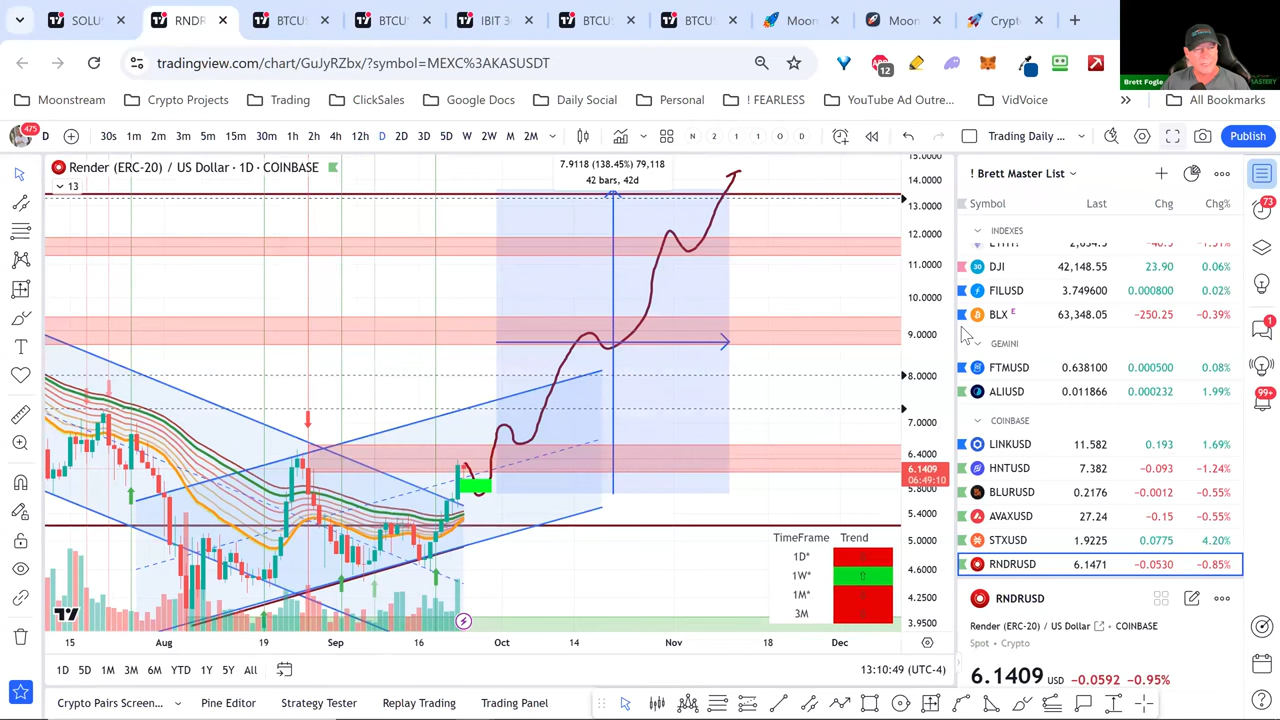 SOLU
RNDR
BTCUS
BTCU
IBIT 3
BTCU
BTCU
Moon
Moon
Crypto
tradingview.com/chart/GuJyRZbx/?symbol=MEXC%3AKASUSDT
12
Brett Fogle
MASTERY
Moonstream
Crypto Projects
Trading
ClickSales
Google Docs
Daily Social
Personal
! FEARLESS
YouTube Ad Outre...
VidVoice
All Bookmarks
475
D
30s 1m 2m 3m 5m 15m 30m 1h 2h 4h 12h D 2D 3D 5D W 2W M 2M
N 2 1 1 O D
Trading Daily ...
Publish
Render (ERC-20) / US Dollar · 1D · COINBASE
13
7.9118 (138.45%) 79,118
42 bars, 42d
15.0000
14.0000
13.0000
12.0000
11.0000
10.0000
9.0000
8.0000
7.0000
6.4000
6.1409
06:49:10
5.8000
5.4000
5.0000
4.6000
4.2500
3.9500
TimeFrame Trend
1D*
1W*
1M*
3M
15 Aug 19 Sep 16 Oct 14 Nov 18 Dec
1D 5D 1M 3M 6M YTD 1Y 5Y All
13:10:49 (UTC-4)
Crypto Pairs Screen...
Pine Editor
Strategy Tester
Replay Trading
Trading Panel
! Brett Master List
Symbol Last Chg Chg%
INDEXES
DJI 42,148.55 23.90 0.06%
FILUSD 3.749600 0.000800 0.02%
BLX E 63,348.05 −250.25 −0.39%
GEMINI
FTMUSD 0.638100 0.000500 0.08%
ALIUSD 0.011866 0.000232 1.99%
COINBASE
LINKUSD 11.582 0.193 1.69%
HNTUSD 7.382 −0.093 −1.24%
BLURUSD 0.2176 −0.0012 −0.55%
AVAXUSD 27.24 −0.15 −0.55%
STXUSD 1.9225 0.0775 4.20%
RNDRUSD 6.1471 −0.0530 −0.85%
RNDRUSD
Render (ERC-20) / US Dollar COINBASE
Spot • Crypto
6.1409 USD −0.0592 −0.95%
73
1
99+